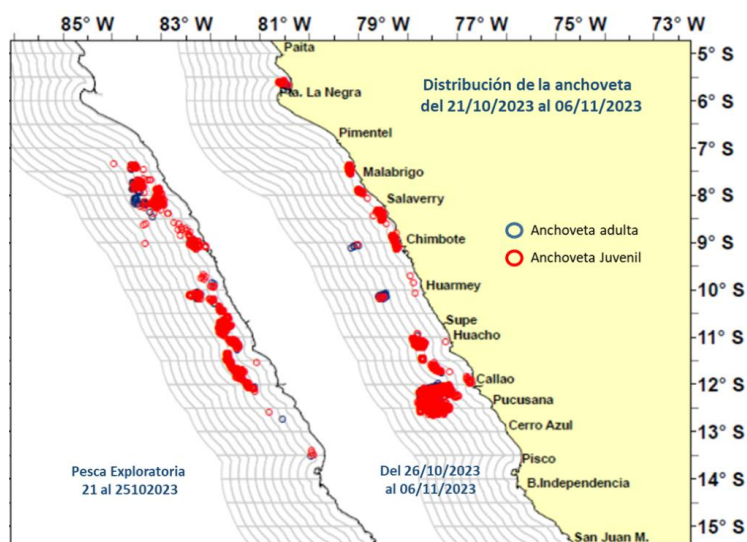 85° W 83° W 81° W 79° W 77° W 75° W 73° W
Paita
Pta. La Negra
Pimentel
Malabrigo
Salaverry
Chimbote
Huarmey
Supe
Huacho
Callao
Pucusana
Cerro Azul
Pisco
B.Independencia
San Juan M.
5° S
6° S
7° S
8° S
9° S
10° S
11° S
12° S
13° S
14° S
15° S
Distribución de la anchoveta
del 21/10/2023 al 06/11/2023
Anchoveta adulta
Anchoveta Juvenil
Pesca Exploratoria
21 al 25102023
Del 26/10/2023
al 06/11/2023